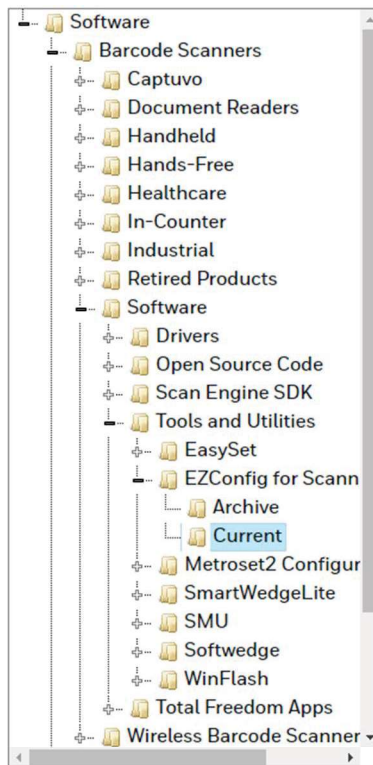 Software
Barcode Scanners
Captuvo
Document Readers
Handheld
Hands-Free
Healthcare
In-Counter
Industrial
Retired Products
Software
Drivers
Open Source Code
Scan Engine SDK
Tools and Utilities
EasySet
EZConfig for Scann
Archive
Current
Metroset2 Configur
SmartWedgeLite
SMU
Softwedge
WinFlash
Total Freedom Apps
Wireless Barcode Scanner